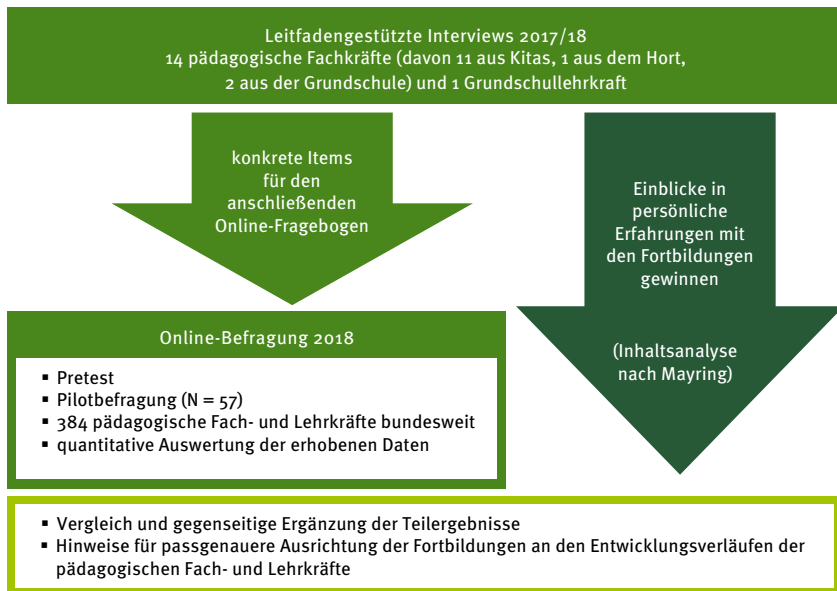 Leitfadengestützte Interviews 2017/18
14 pädagogische Fachkräfte (davon 11 aus Kitas, 1 aus dem Hort,
2 aus der Grundschule) und 1 Grundschullehrkraft
konkrete Items
für den
anschließenden
Online-Fragebogen
Einblicke in
persönliche
Erfahrungen mit
den Fortbildungen
gewinnen
(Inhaltsanalyse
nach Mayring)
Online-Befragung 2018
▪ Pretest
▪ Pilotbefragung (N = 57)
▪ 384 pädagogische Fach- und Lehrkräfte bundesweit
▪ quantitative Auswertung der erhobenen Daten
▪ Vergleich und gegenseitige Ergänzung der Teilergebnisse
▪ Hinweise für passgenauere Ausrichtung der Fortbildungen an den Entwicklungsverläufen der
pädagogischen Fach- und Lehrkräfte